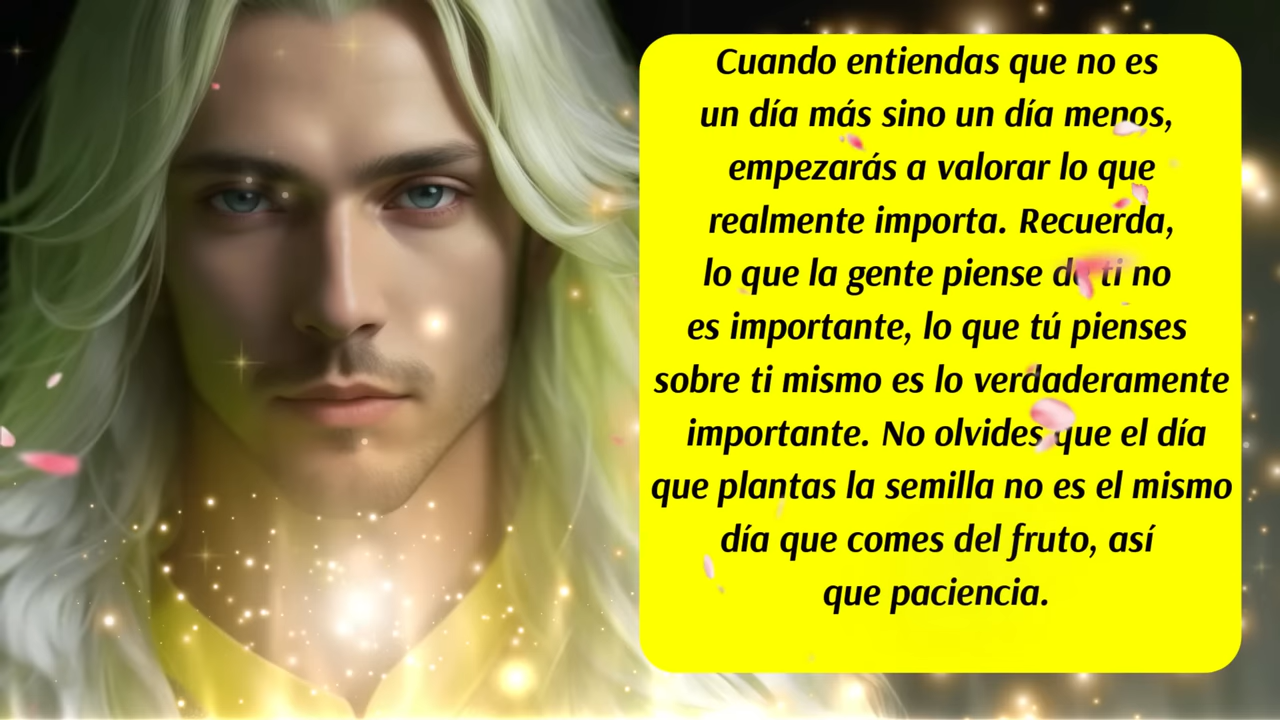 Cuando entiendas que no es
un día más sino un día menos,
empezarás a valorar lo que
realmente importa. Recuerda,
lo que la gente piense de ti no
es importante, lo que tú pienses
sobre ti mismo es lo verdaderamente
importante. No olvides que el día
que plantas la semilla no es el mismo
día que comes del fruto, así
que paciencia.